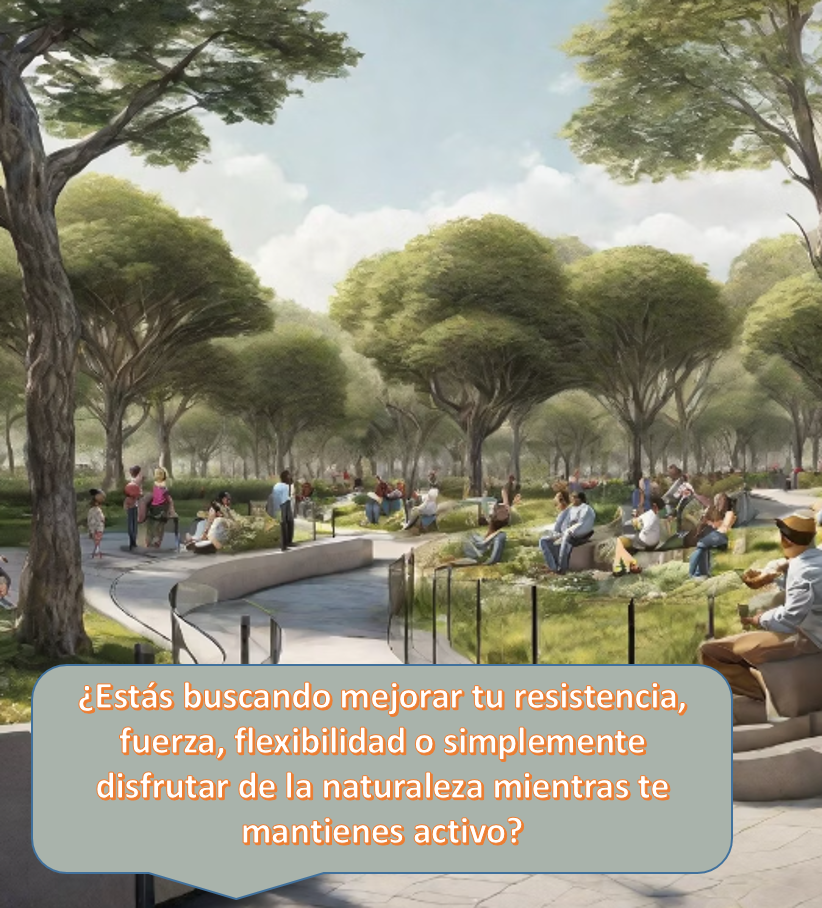 ¿Estás buscando mejorar tu resistencia,
fuerza, flexibilidad o simplemente
disfrutar de la naturaleza mientras te
mantienes activo?